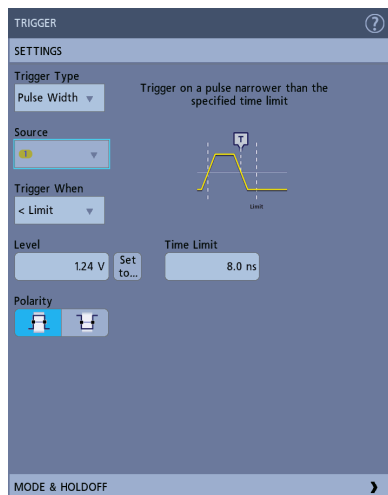 TRIGGER
?
SETTINGS
Trigger Type
Pulse Width
Trigger on a pulse narrower than the
specified time limit
Source
1
T
Limit
Trigger When
< Limit
Level
Time Limit
1.24 V
Set
to...
8.0 ns
Polarity
MODE & HOLDOFF